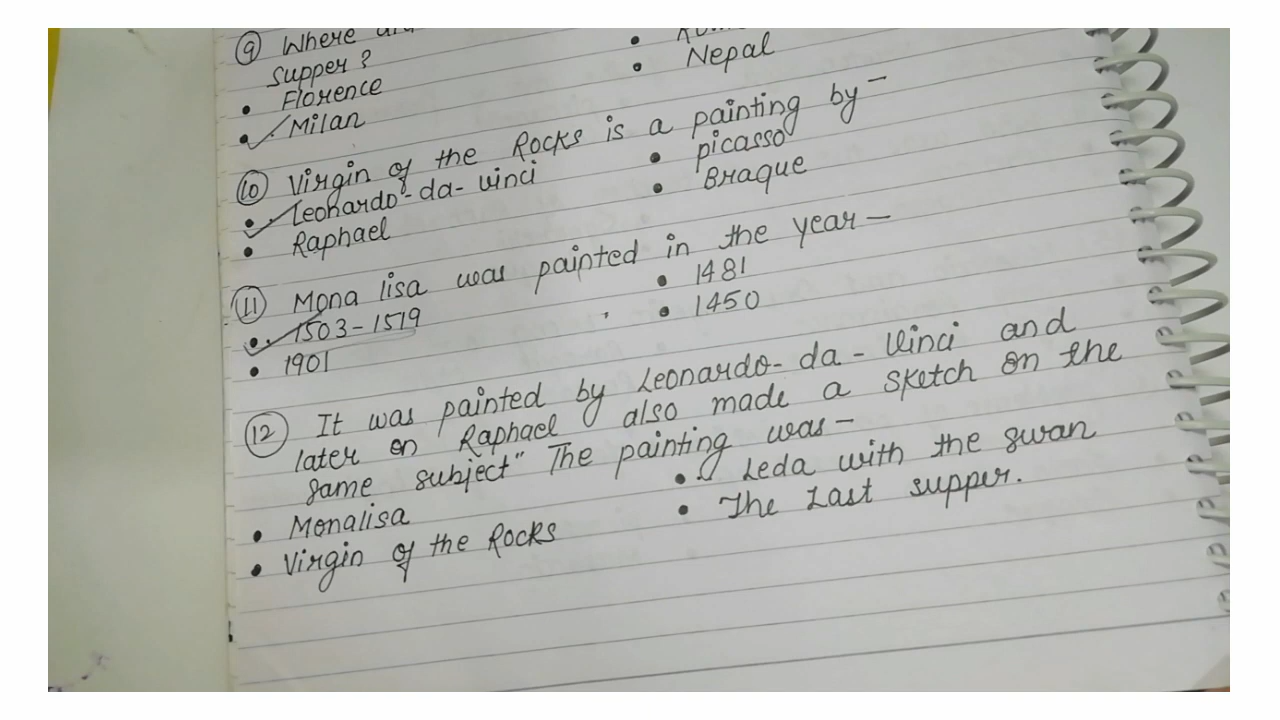 9 Where
Supper?
• Florence
• Milan
• Nepal
10 Virgin of the Rocks is a painting by -
• Leonardo-da-vinci
• Raphael
• picasso
• Braque
11 Mona lisa was painted in the year -
• 1503-1519
• 1901
• 1481
• 1450
12 It was painted by Leonardo-da-Vinci and
later on Raphael also made a sketch on the
same subject" The painting was -
• Monalisa
• Virgin of the Rocks
• Leda with the swan
• The Last supper.